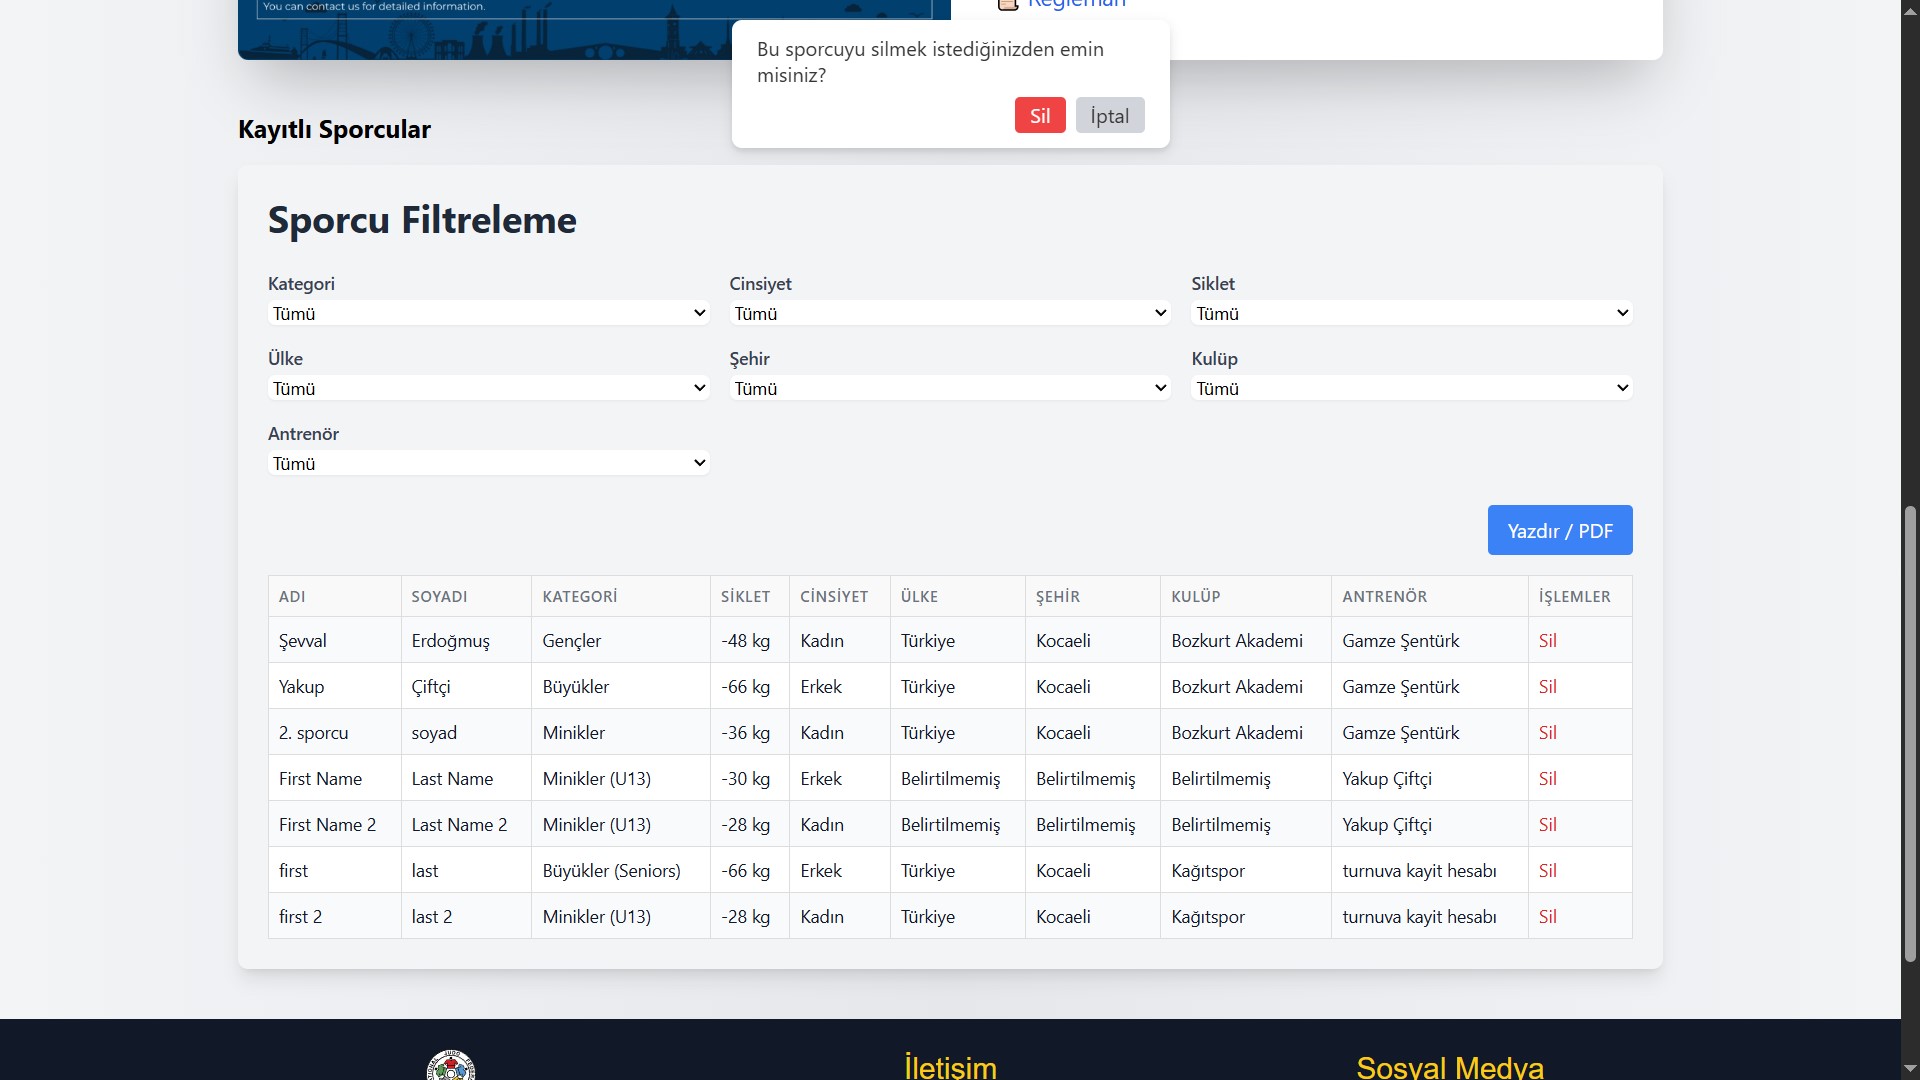 You can contact us for detailed information.
Regleman
Bu sporcuyu silmek istediğinizden emin
misiniz?
Sil İptal
Kayıtlı Sporcular
Sporcu Filtreleme
Kategori Cinsiyet Siklet
Tümü Tümü Tümü
Ülke Şehir Kulüp
Tümü Tümü Tümü
Antrenör
Tümü
Yazdır / PDF
ADI SOYADI KATEGORİ SİKLET CİNSİYET ÜLKE ŞEHİR KULÜP ANTRENÖR İŞLEMLER
Şevval Erdoğmuş Gençler -48 kg Kadın Türkiye Kocaeli Bozkurt Akademi Gamze Şentürk Sil
Yakup Çiftçi Büyükler -66 kg Erkek Türkiye Kocaeli Bozkurt Akademi Gamze Şentürk Sil
2. sporcu soyad Minikler -36 kg Kadın Türkiye Kocaeli Bozkurt Akademi Gamze Şentürk Sil
First Name Last Name Minikler (U13) -30 kg Erkek Belirtilmemiş Belirtilmemiş Belirtilmemiş Yakup Çiftçi Sil
First Name 2 Last Name 2 Minikler (U13) -28 kg Kadın Belirtilmemiş Belirtilmemiş Belirtilmemiş Yakup Çiftçi Sil
first last Büyükler (Seniors) -66 kg Erkek Türkiye Kocaeli Kağıtspor turnuva kayit hesabı Sil
first 2 last 2 Minikler (U13) -28 kg Kadın Türkiye Kocaeli Kağıtspor turnuva kayit hesabı Sil
İletişim Sosyal Medya